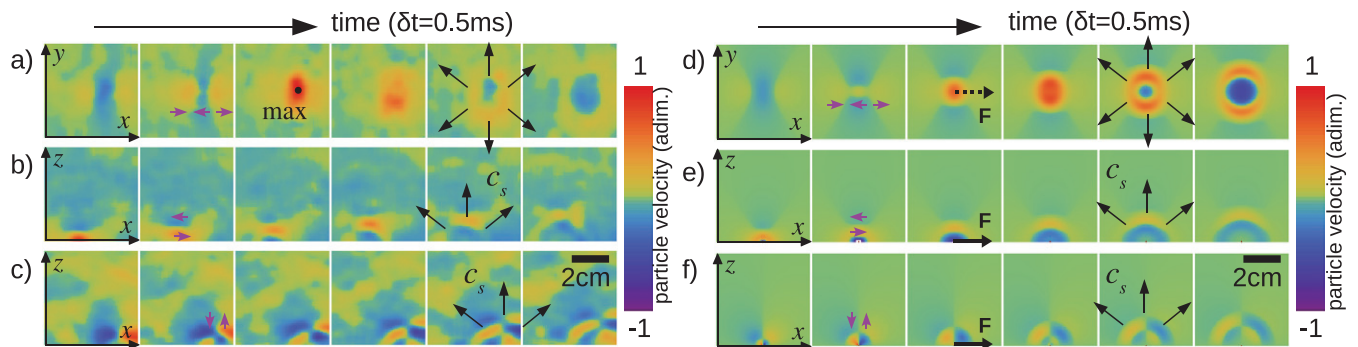 time (δt=0.5ms)
a)
y
x
max
1
particle velocity (adim.)
-1
b)
z
x
c_s
c)
z
x
c_s
2cm
time (δt=0.5ms)
d)
y
x
F
1
particle velocity (adim.)
-1
e)
z
x
F
c_s
f)
z
x
F
c_s
2cm